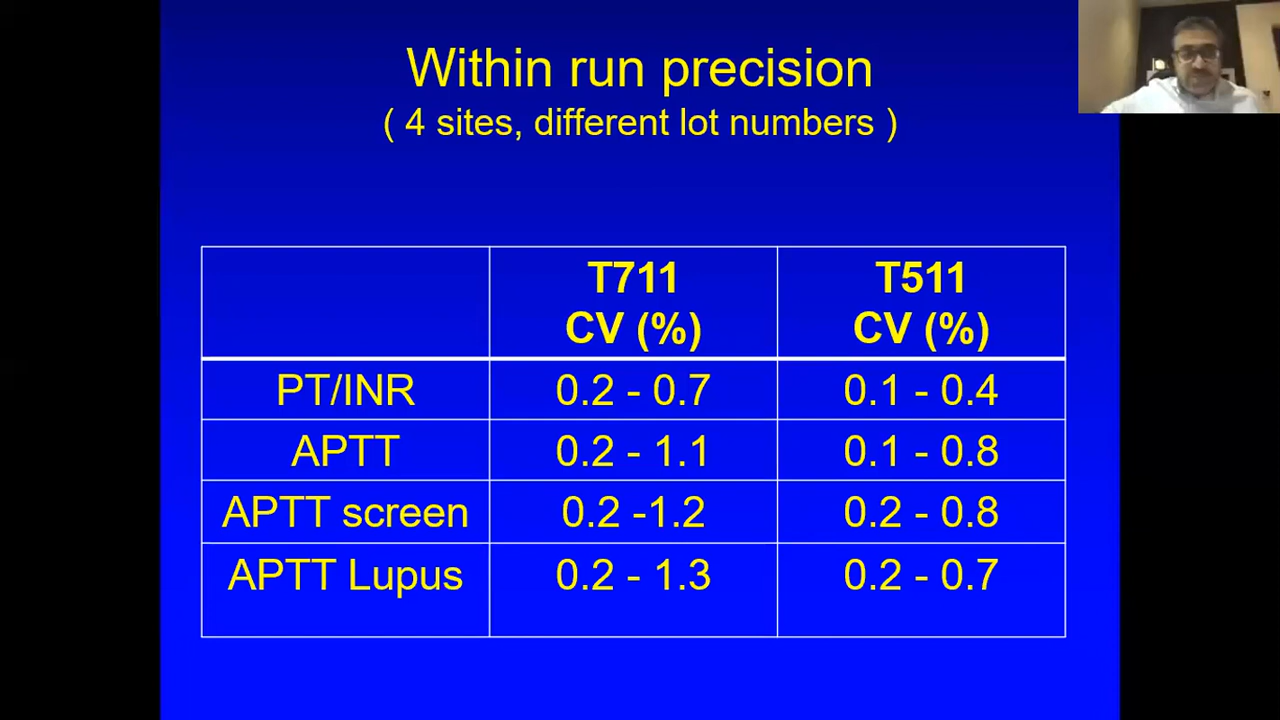 Within run precision
( 4 sites, different lot numbers )
T711 T511
CV (%) CV (%)
PT/INR 0.2 - 0.7 0.1 - 0.4
APTT 0.2 - 1.1 0.1 - 0.8
APTT screen 0.2 -1.2 0.2 - 0.8
APTT Lupus 0.2 - 1.3 0.2 - 0.7